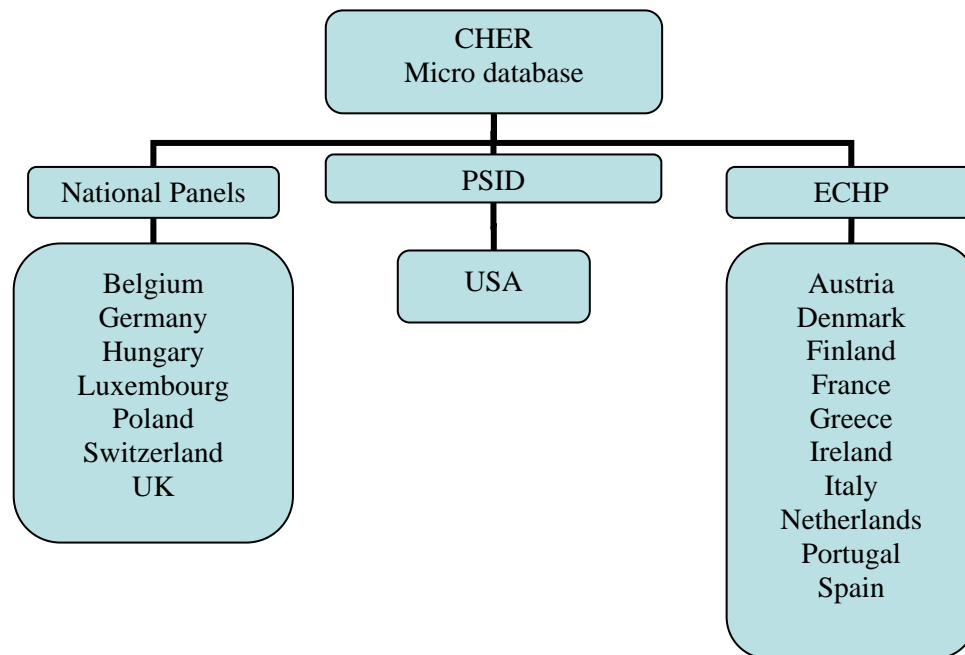 CHER
Micro database
National Panels
PSID
ECHP
Belgium
Germany
Hungary
Luxembourg
Poland
Switzerland
UK
USA
Austria
Denmark
Finland
France
Greece
Ireland
Italy
Netherlands
Portugal
Spain